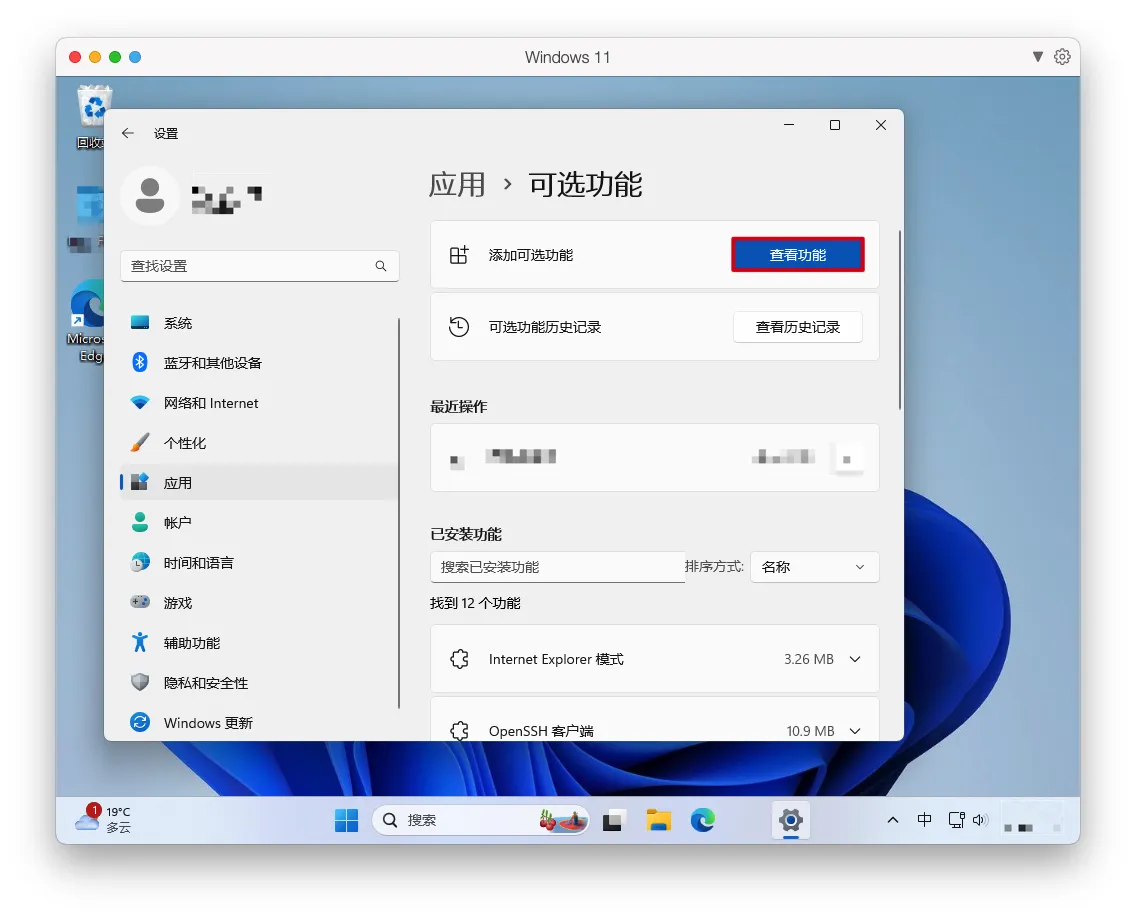 Windows 11
设置
应用 › 可选功能
添加可选功能
查看功能
可选功能历史记录
查看历史记录
查找设置
系统
蓝牙和其他设备
网络和 Internet
个性化
应用
帐户
时间和语言
游戏
辅助功能
隐私和安全性
Windows 更新
最近操作
已安装功能
搜索已安装功能
排序方式:
名称
找到 12 个功能
Internet Explorer 模式
3.26 MB
OpenSSH 客户端
10.9 MB
回收
Micros
Edg
1
19°C
多云
搜索
中